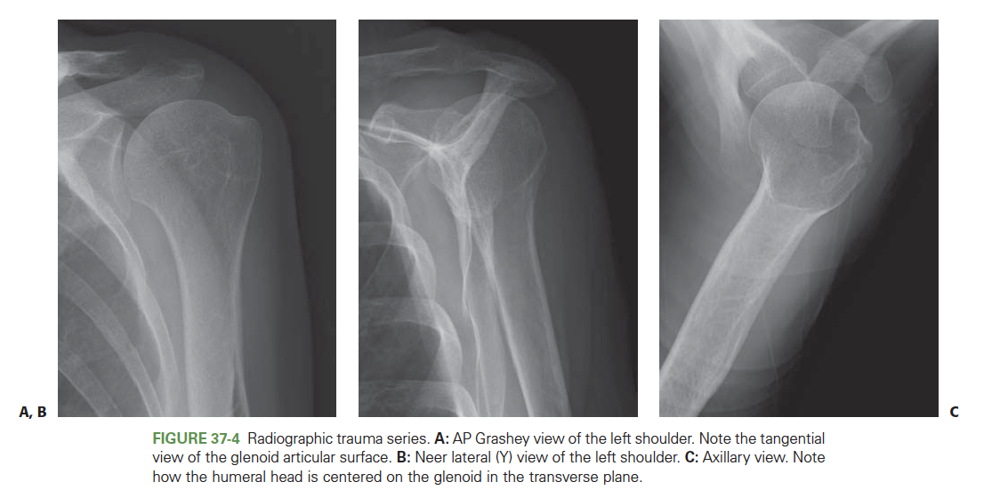 A, B
C
FIGURE 37-4 Radiographic trauma series. A: AP Grashey view of the left shoulder. Note the tangential
view of the glenoid articular surface. B: Neer lateral (Y) view of the left shoulder. C: Axillary view. Note
how the humeral head is centered on the glenoid in the transverse plane.